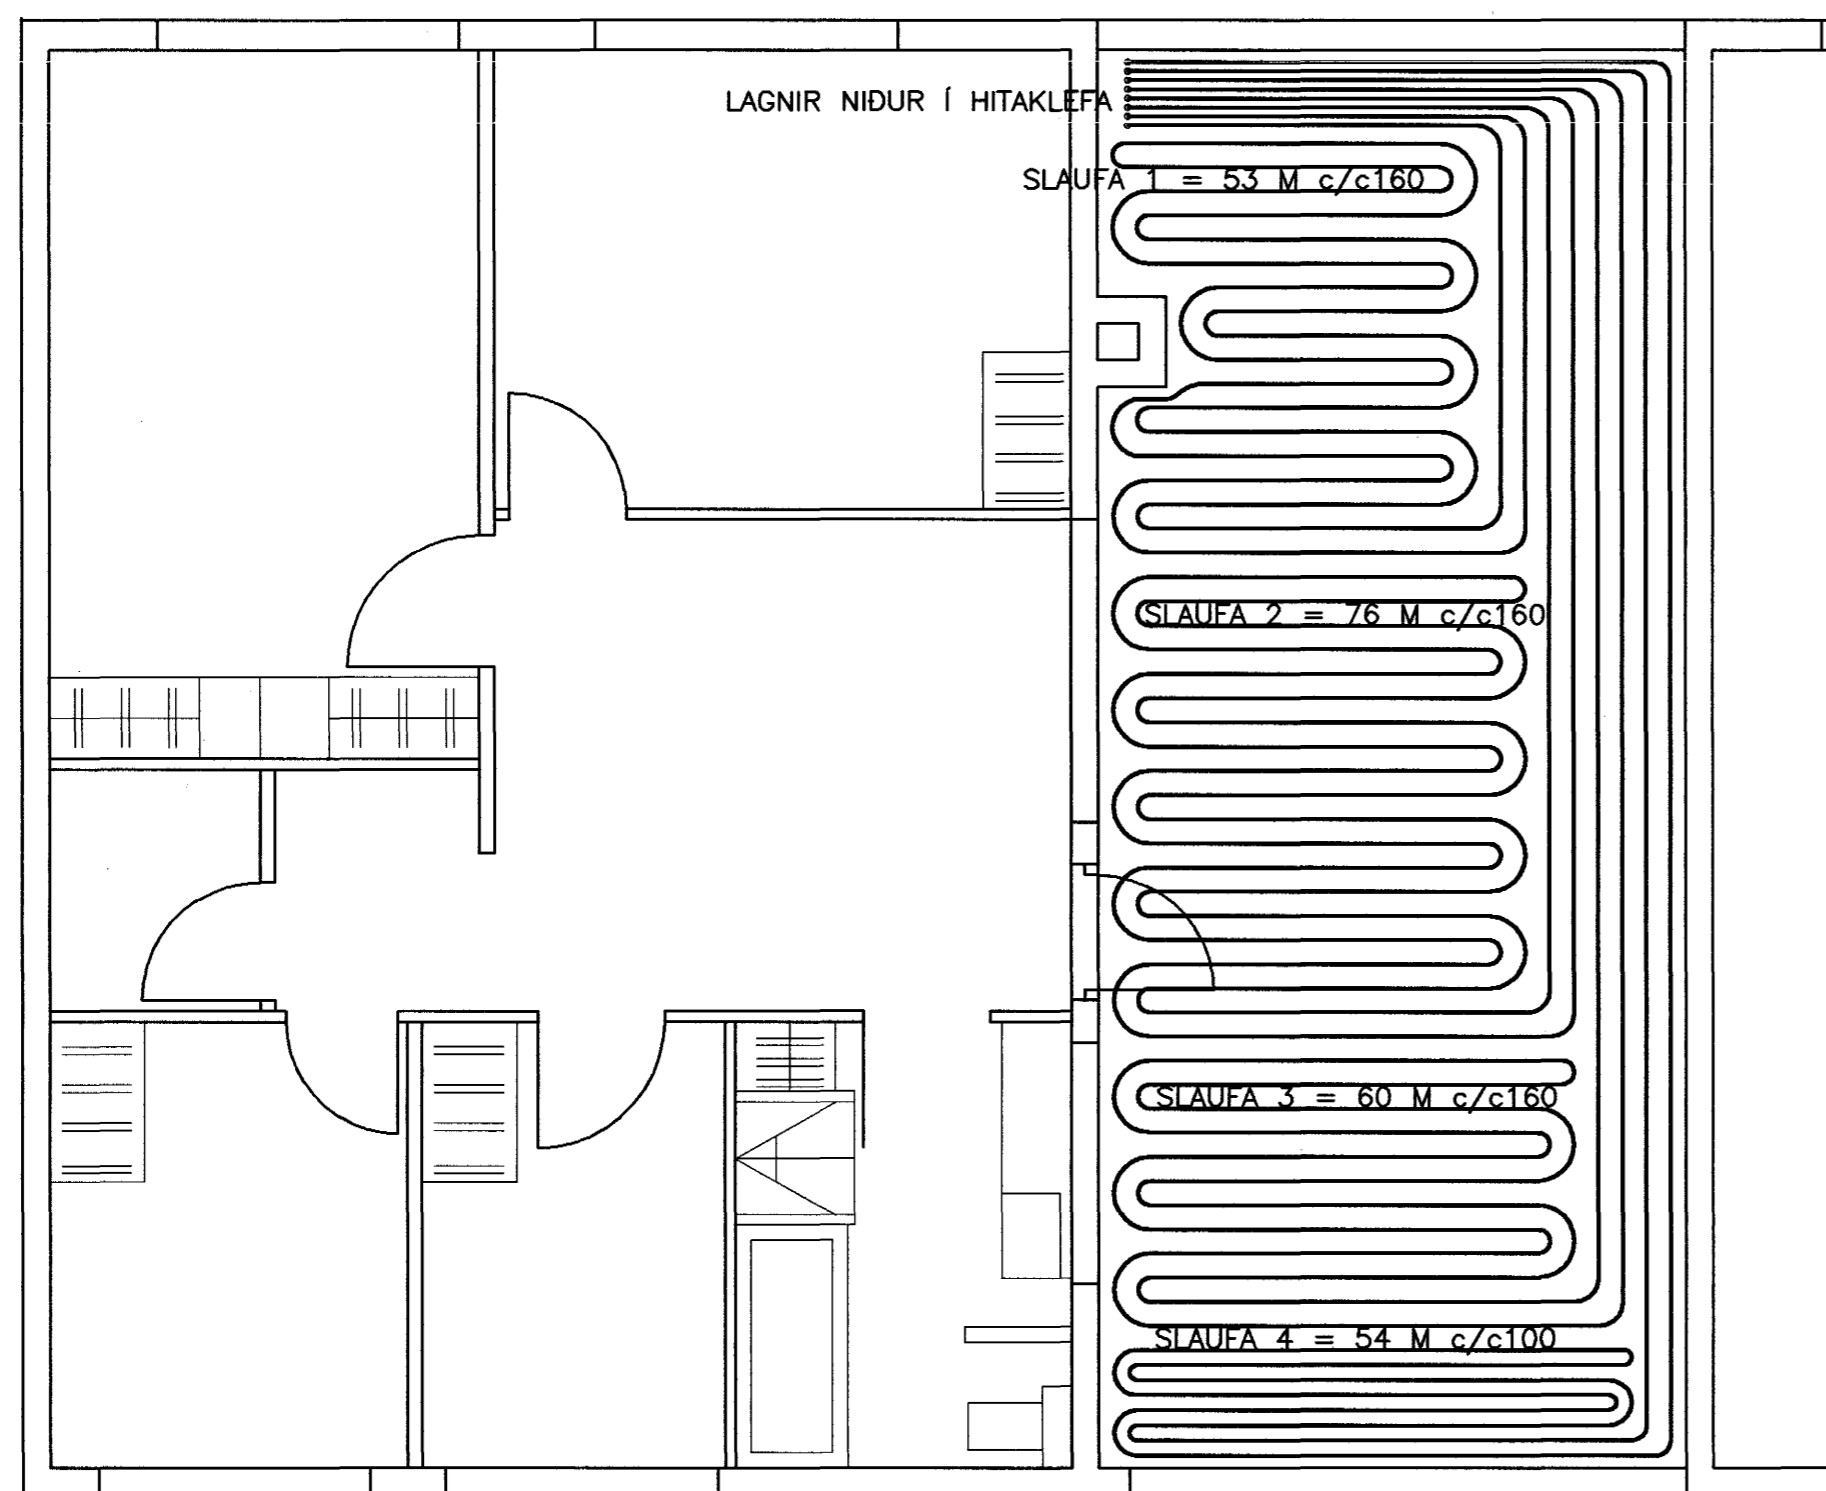 LAGNIR NIÐUR Í HITAKLEFA
SLAUFA 1 = 53 M c/c160
SLAUFA 2 = 76 M c/c160
SLAUFA 3 = 60 M c/c160
SLAUFA 4 = 54 M c/c100